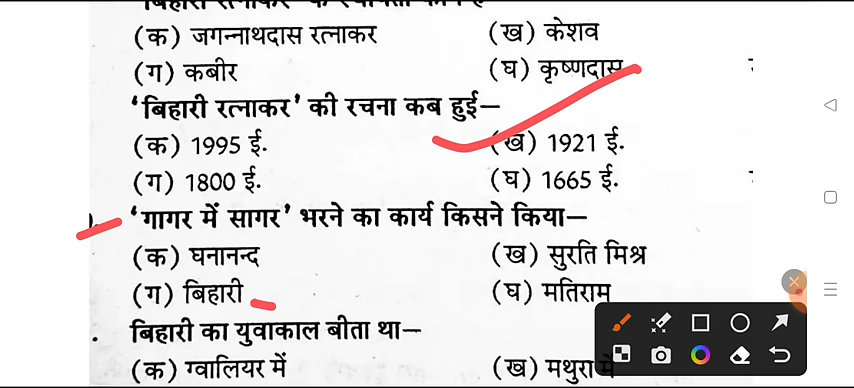 (क) जगन्नाथदास रत्नाकर (ख) केशव
(ग) कबीर (घ) कृष्णदास
‘बिहारी रत्नाकर’ की रचना कब हुई—
(क) 1995 ई. (ख) 1921 ई.
(ग) 1800 ई. (घ) 1665 ई.
‘गागर में सागर’ भरने का कार्य किसने किया—
(क) घनानन्द (ख) सुरति मिश्र
(ग) बिहारी (घ) मतिराम
बिहारी का युवाकाल बीता था—
(क) ग्वालियर में (ख) मथुरा में